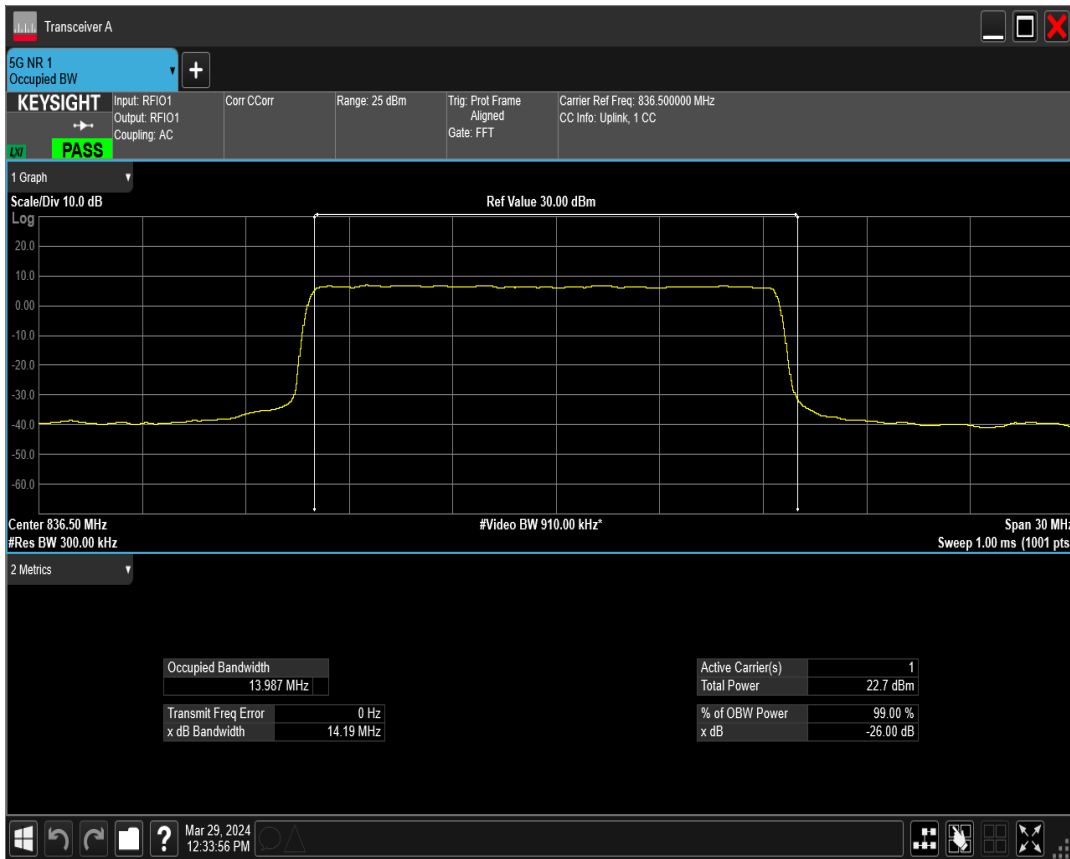 Transceiver A
5G NR 1
Occupied BW
+
KEYSIGHT
LXI
PASS
Input: RFIO1
Output: RFIO1
Coupling: AC
Corr CCorr
Range: 25 dBm
Trig: Prot Frame
Aligned
Gate: FFT
Carrier Ref Freq: 836.500000 MHz
CC Info: Uplink, 1 CC
1 Graph
Scale/Div 10.0 dB
Ref Value 30.00 dBm
Log
20.0
10.0
0.00
-10.0
-20.0
-30.0
-40.0
-50.0
-60.0
Center 836.50 MHz
#Video BW 910.00 kHz*
Span 30 MHz
#Res BW 300.00 kHz
Sweep 1.00 ms (1001 pts
2 Metrics
Occupied Bandwidth
13.987 MHz
Transmit Freq Error 0 Hz
x dB Bandwidth 14.19 MHz
Active Carrier(s) 1
Total Power 22.7 dBm
% of OBW Power 99.00 %
x dB -26.00 dB
?
Mar 29, 2024
12:33:56 PM